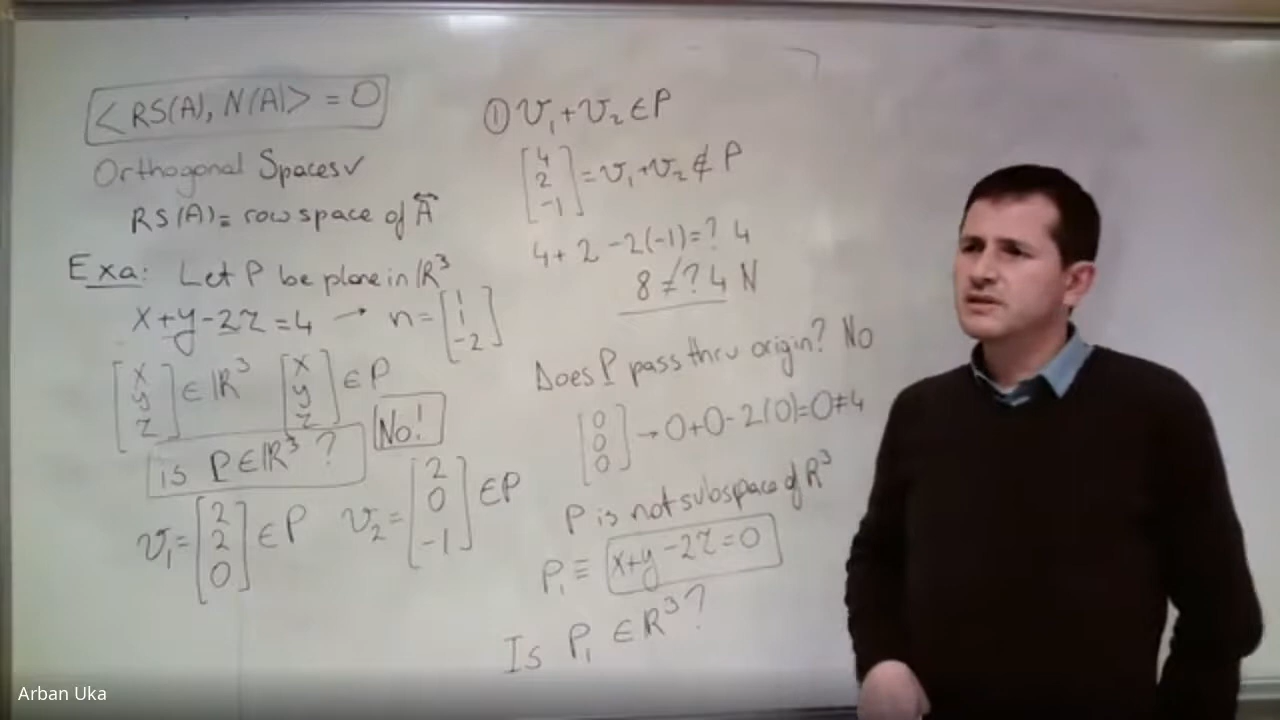 <RS(A), N(A)> = 0
Orthogonal Spaces ✓
RS(A) = row space of A
Exa: Let P be plane in ℝ³
x+y-2z=4 → n = [1 1 -2]
[x y z] ∈ ℝ³ [x y z] ∈ P
is P∈ℝ³ ? No!
v₁ = [2 2 0] ∈ P v₂ = [2 0 -1] ∈ P
① v₁+v₂ ∈ P
[4 2 -1] = v₁+v₂ ∉ P
4+2-2(-1)=? 4
8 ≠? 4 N
Does P pass thru origin? No
[0 0 0] → 0+0-2(0)=0≠4
P is not subspace of R³
P₁ ≡ x+y-2z=0
Is P₁ ∈ R³?
Arban Uka